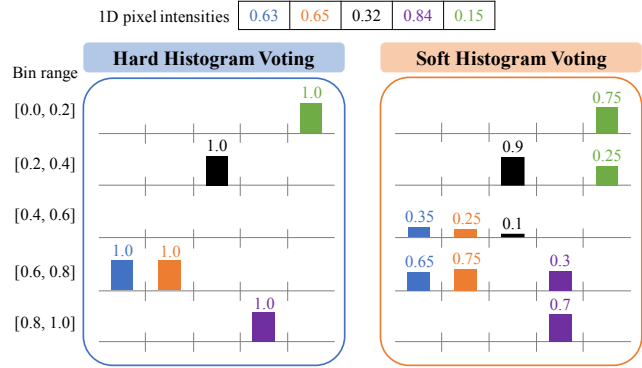 1D pixel intensities 0.63 0.65 0.32 0.84 0.15
Hard Histogram Voting Soft Histogram Voting
Bin range
[0.0, 0.2] 1.0 0.75
[0.2, 0.4] 1.0 0.9 0.25
[0.4, 0.6] 0.35 0.25 0.1
[0.6, 0.8] 1.0 1.0 0.65 0.75 0.3
[0.8, 1.0] 1.0 0.7